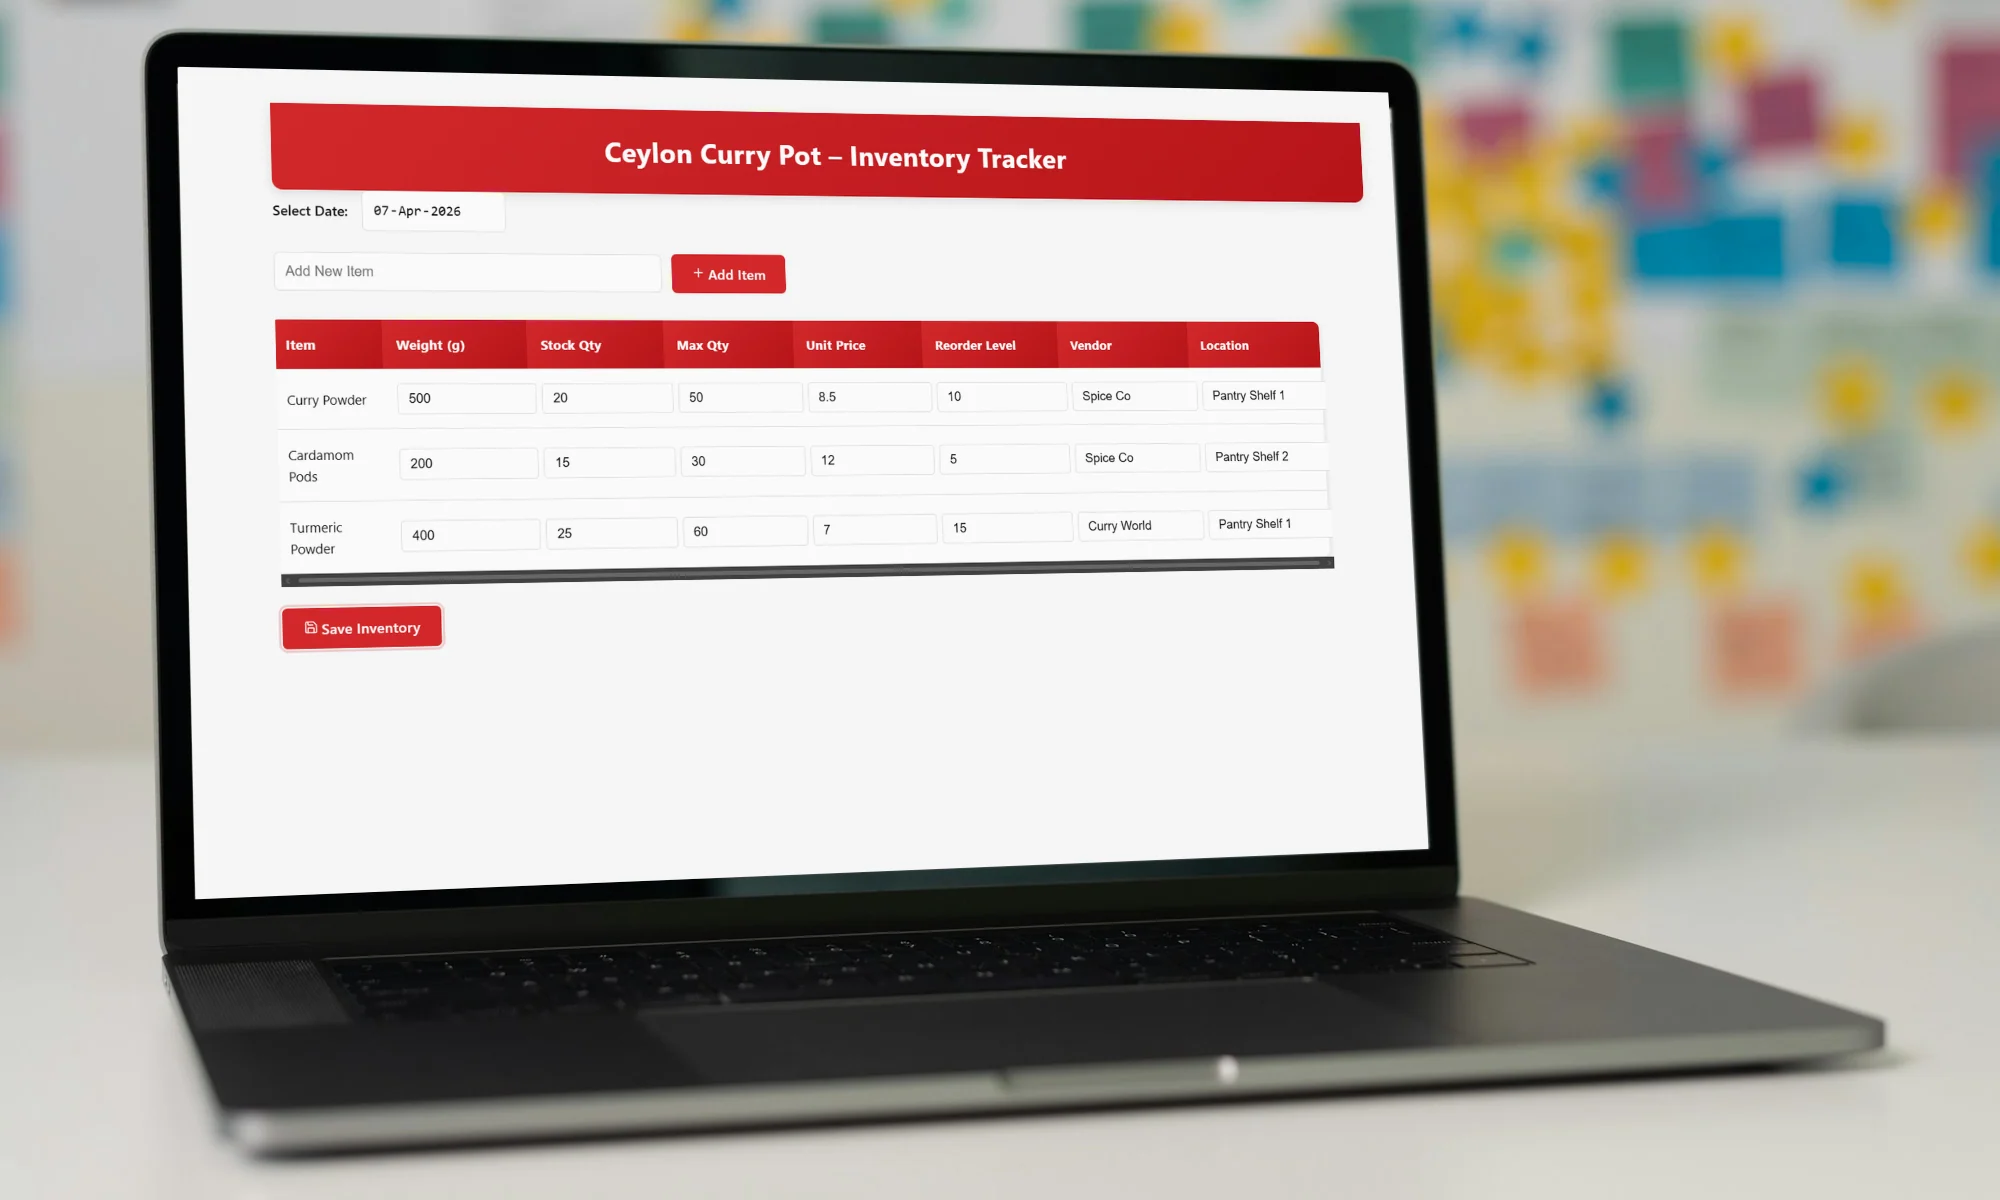 Ceylon Curry Pot – Inventory Tracker
Select Date: 07-Apr-2026
Add New Item + Add Item
Item Weight (g) Stock Qty Max Qty Unit Price Reorder Level Vendor Location
Curry Powder 500 20 50 8.5 10 Spice Co Pantry Shelf 1
Cardamom
Pods 200 15 30 12 5 Spice Co Pantry Shelf 2
Turmeric
Powder 400 25 60 7 15 Curry World Pantry Shelf 1
Save Inventory